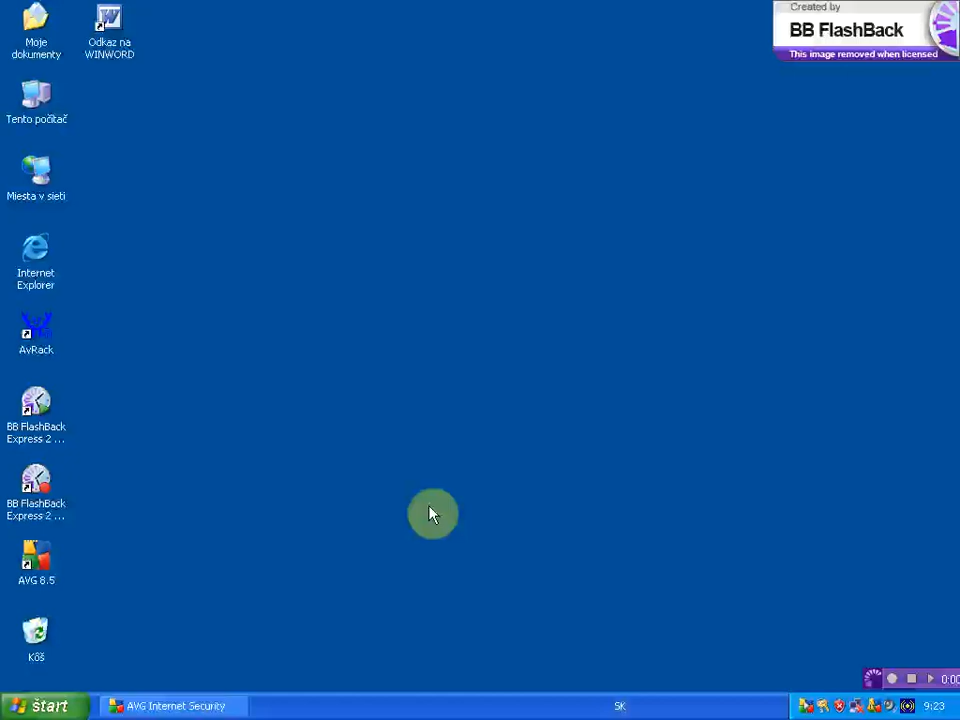 Moje
dokumenty
Odkaz na
WINWORD
Tento počítač
Miesta v sieti
Internet
Explorer
AvRack
BB FlashBack
Express 2 ...
BB FlashBack
Express 2 ...
AVG 8.5
Kôš
Created by
BB FlashBack
This image removed when licensed
0:00
štart
AVG Internet Security
SK
9:23